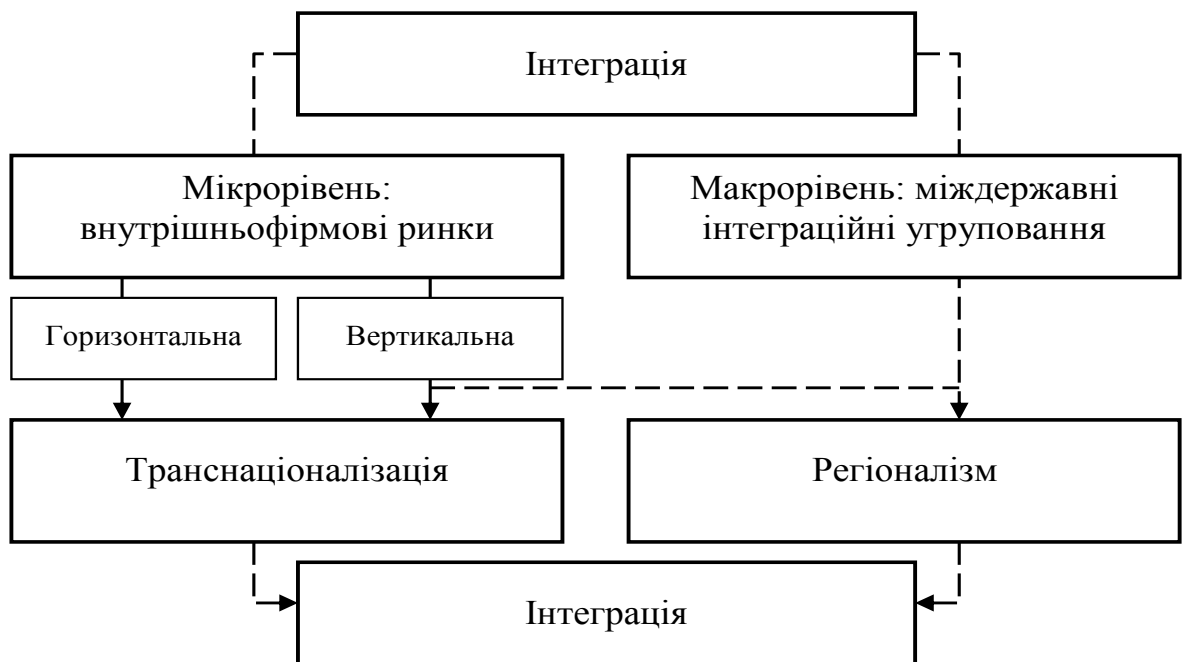 Інтеграція
Мікрорівень:
внутрішньофірмові ринки
Макрорівень: міждержавні
інтеграційні угруповання
Горизонтальна
Вертикальна
Транснаціоналізація
Регіоналізм
Інтеграція